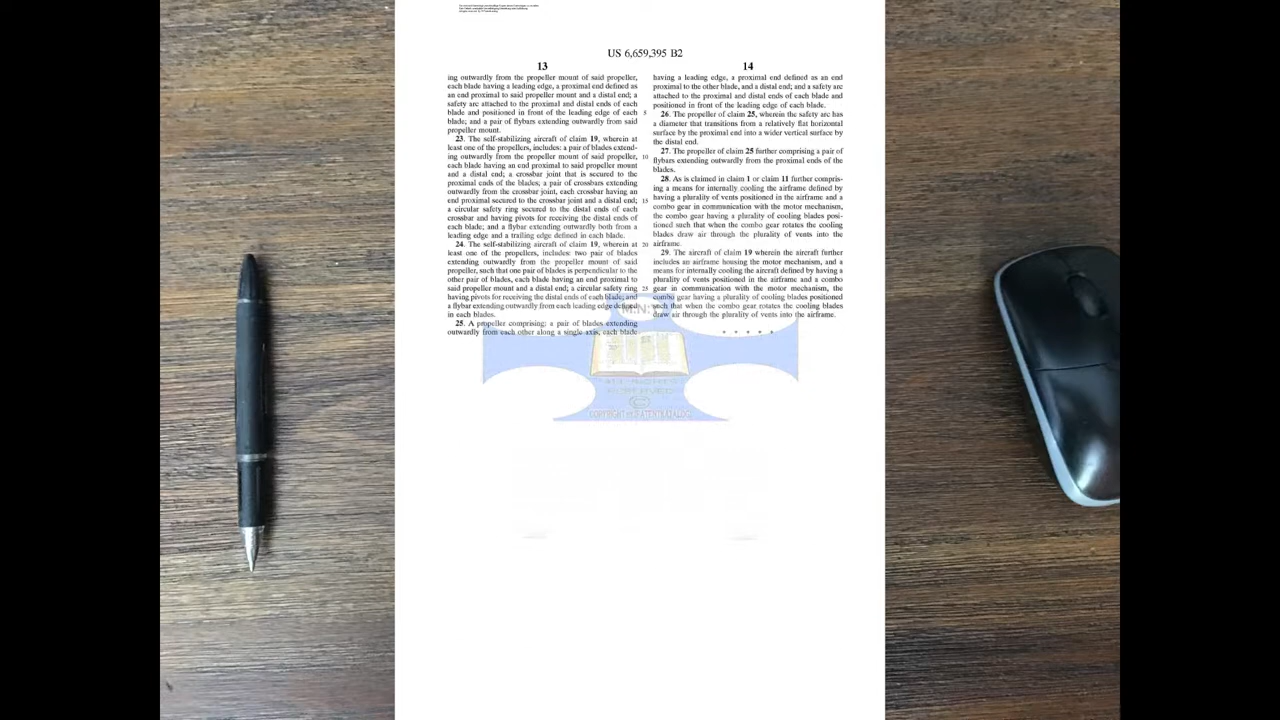 US 6,659,395 B2
13
ing outwardly from the propeller mount of said propeller,
each blade having a leading edge, a proximal end defined as
an end proximal to said propeller mount and a distal end; a
safety arc attached to the proximal and distal ends of each
blade and positioned in front of the leading edge of each
blade; and a pair of flybars extending outwardly from said
propeller mount.
23. The self-stabilizing aircraft of claim 19, wherein at
least one of the propellers, includes: a pair of blades extend-
ing outwardly from the propeller mount of said propeller,
each blade having an end proximal to said propeller mount
and a distal end; a crossbar joint that is secured to the
proximal ends of the blades, a pair of crossbars extending
outwardly from the crossbar joint, each crossbar having an
end proximal secured to the crossbar joint and a distal end;
a circular safety ring secured to the distal ends of each
crossbar and having pivots for receiving the distal ends of
each blade; and a flybar extending outwardly both from a
leading edge and a trailing edge defined in each blade.
24. The self-stabilizing aircraft of claim 19, wherein at
least one of the propellers, includes: two pair of blades
extending outwardly from the propeller mount of said
propeller, such that one pair of blades is perpendicular to the
other pair of blades, each blade having an end proximal to
said propeller mount and a distal end; a circular safety ring
having pivots for receiving the distal ends of each blade; and
a flybar extending outwardly from each leading edge defined
in each blades.
25. A propeller comprising: a pair of blades extending
outwardly from each other along a single axis, each blade
5
10
15
20
25
14
having a leading edge, a proximal end defined as an end
proximal to the other blade, and a distal end; and a safety arc
attached to the proximal and distal ends of each blade and
positioned in front of the leading edge of each blade.
26. The propeller of claim 25, wherein the safety arc has
a diameter that transitions from a relatively flat horizontal
surface by the proximal end into a wider vertical surface by
the distal end.
27. The propeller of claim 25 further comprising a pair of
flybars extending outwardly from the proximal ends of the
blades.
28. As is claimed in claim 1 or claim 11 further compris-
ing a means for internally cooling the airframe defined by
having a plurality of vents positioned in the airframe and a
combo gear in communication with the motor mechanism,
the combo gear having a plurality of cooling blades posi-
tioned such that when the combo gear rotates the cooling
blades draw air through the plurality of vents into the
airframe.
29. The aircraft of claim 19 wherein the aircraft further
includes an airframe housing the motor mechanism, and a
means for internally cooling the aircraft defined by having a
plurality of vents positioned in the airframe and a combo
gear in communication with the motor mechanism, the
combo gear having a plurality of cooling blades positioned
such that when the combo gear rotates the cooling blades
draw air through the plurality of vents into the airframe.
* * * * *